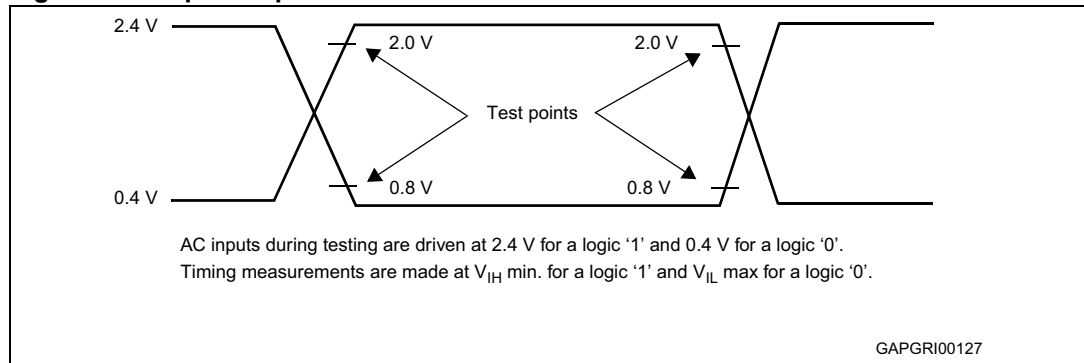 2.4 V
2.0 V
2.0 V
Test points
0.8 V
0.8 V
0.4 V
AC inputs during testing are driven at 2.4 V for a logic ‘1’ and 0.4 V for a logic ‘0’.
Timing measurements are made at VIH min. for a logic ‘1’ and VIL max for a logic ‘0’.
GAPGRI00127